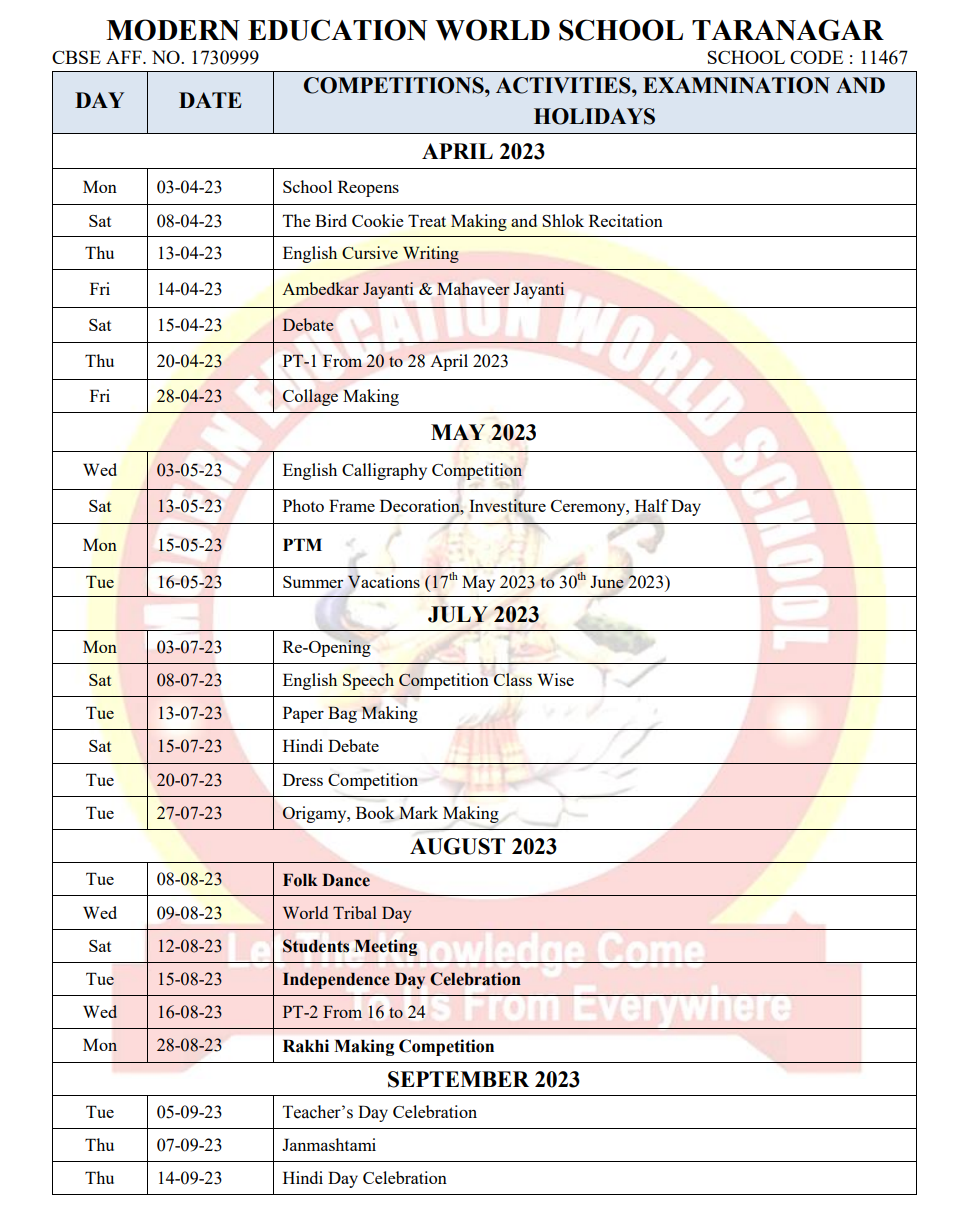 MODERN EDUCATION WORLD SCHOOL TARANAGAR
CBSE AFF. NO. 1730999 SCHOOL CODE : 11467
DAY DATE COMPETITIONS, ACTIVITIES, EXAMNINATION AND
HOLIDAYS
APRIL 2023
Mon 03-04-23 School Reopens
Sat 08-04-23 The Bird Cookie Treat Making and Shlok Recitation
Thu 13-04-23 English Cursive Writing
Fri 14-04-23 Ambedkar Jayanti & Mahaveer Jayanti
Sat 15-04-23 Debate
Thu 20-04-23 PT-1 From 20 to 28 April 2023
Fri 28-04-23 Collage Making
MAY 2023
Wed 03-05-23 English Calligraphy Competition
Sat 13-05-23 Photo Frame Decoration, Investiture Ceremony, Half Day
Mon 15-05-23 PTM
Tue 16-05-23 Summer Vacations (17th May 2023 to 30th June 2023)
JULY 2023
Mon 03-07-23 Re-Opening
Sat 08-07-23 English Speech Competition Class Wise
Tue 13-07-23 Paper Bag Making
Sat 15-07-23 Hindi Debate
Tue 20-07-23 Dress Competition
Tue 27-07-23 Origamy, Book Mark Making
AUGUST 2023
Tue 08-08-23 Folk Dance
Wed 09-08-23 World Tribal Day
Sat 12-08-23 Students Meeting
Tue 15-08-23 Independence Day Celebration
Wed 16-08-23 PT-2 From 16 to 24
Mon 28-08-23 Rakhi Making Competition
SEPTEMBER 2023
Tue 05-09-23 Teacher's Day Celebration
Thu 07-09-23 Janmashtami
Thu 14-09-23 Hindi Day Celebration
MODERN EDUCATION WORLD SCHOOL
Let The Knowledge Come
To Us From Everywhere